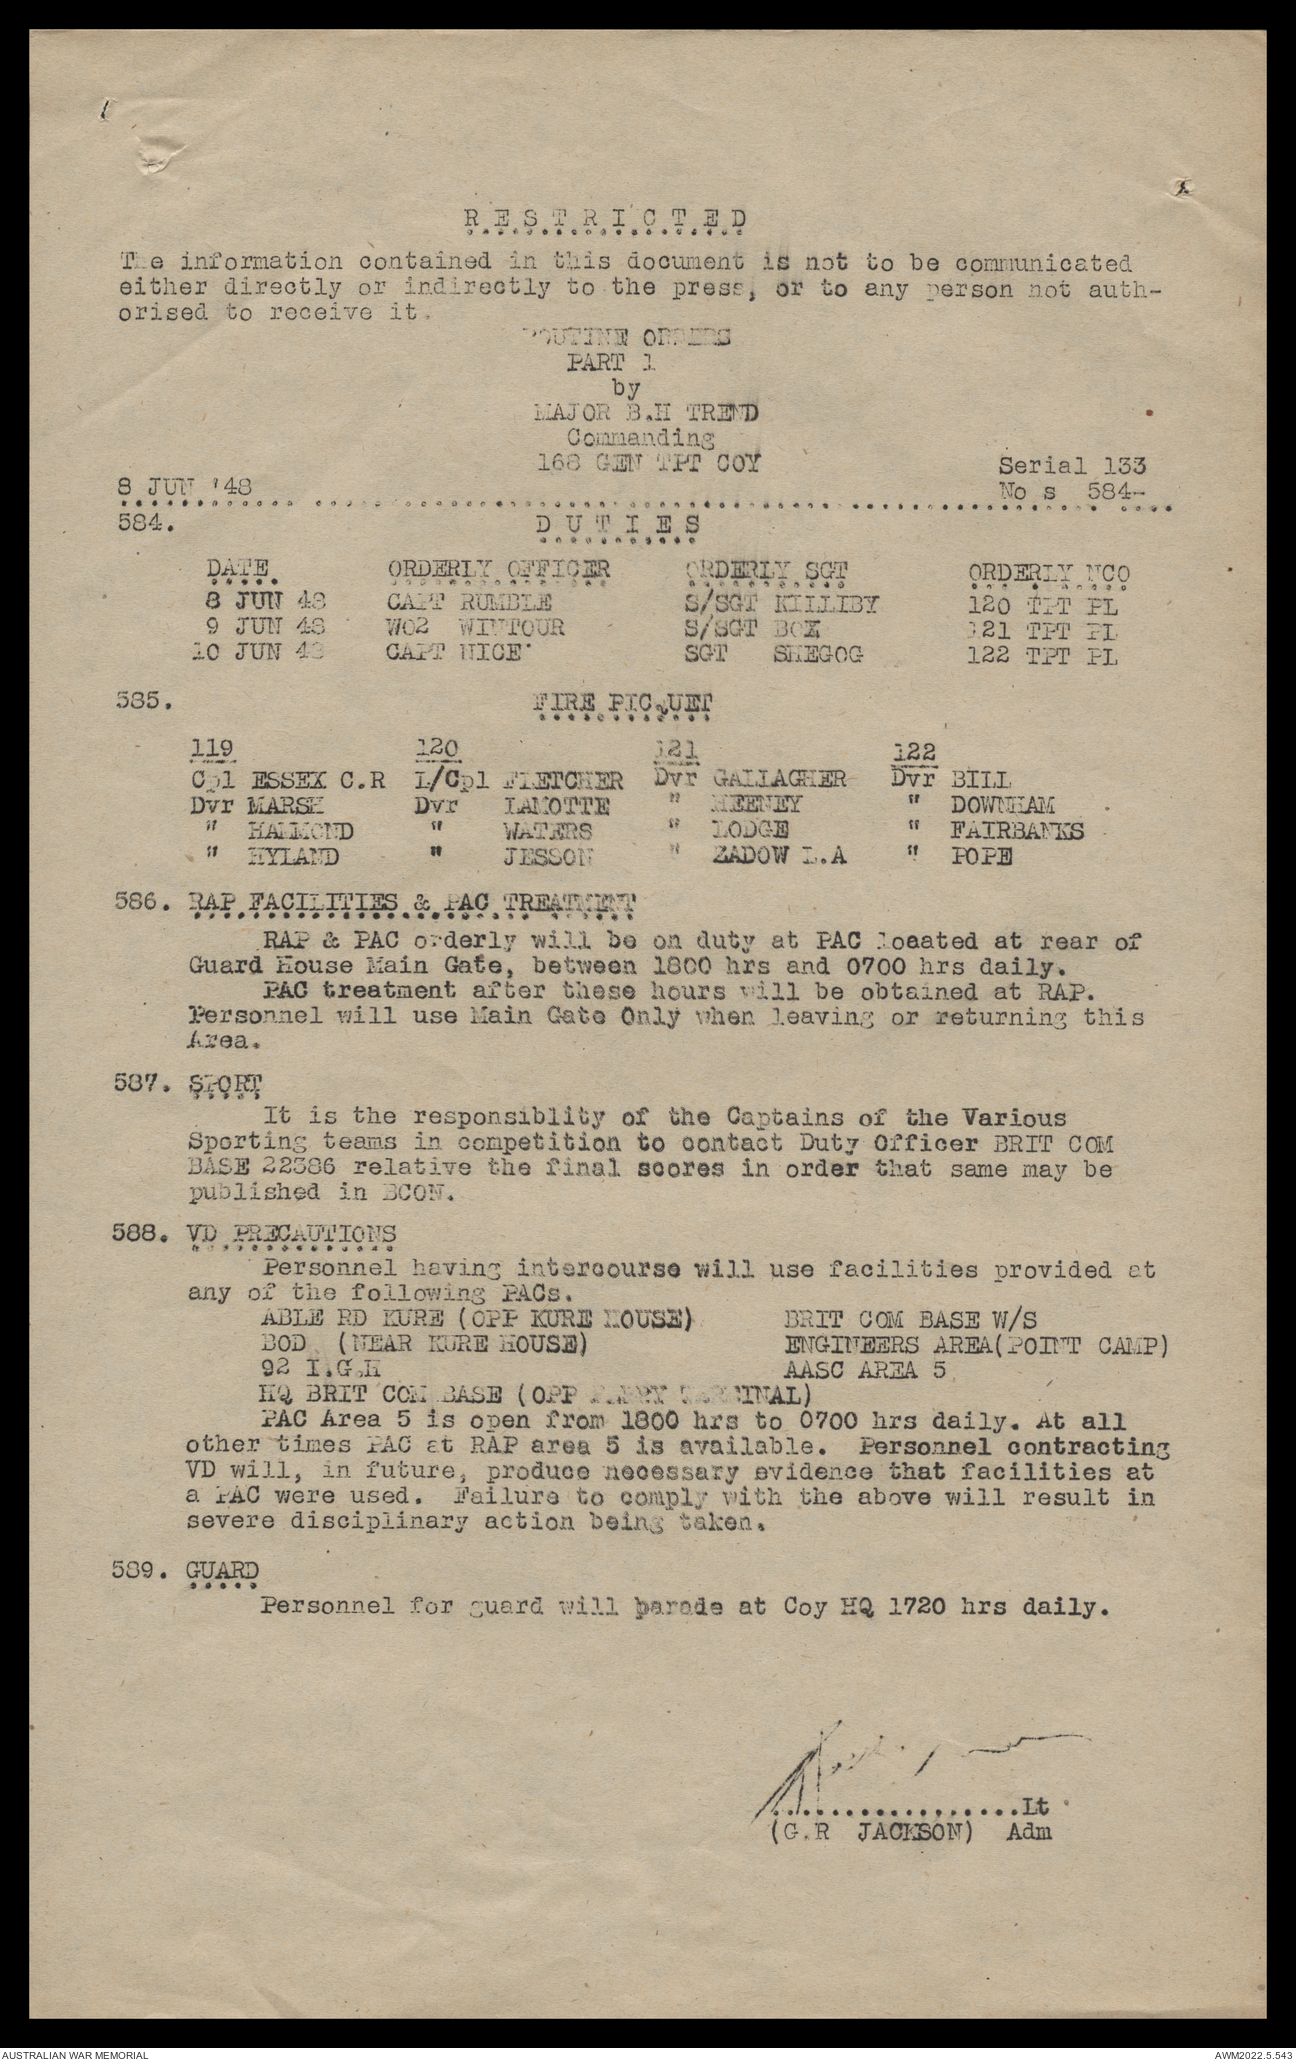 RESTRICTED
The information contained in this document is not to be communicated
either directly or indirectly to the press, or to any person not auth-
orised to receive it.
ROUTINE ORDERS
PART 1
by
MAJOR B.H TREND
Commanding
168 GEN TPT COY
Serial 133
8 JUN '48
No s 584-
584. DUTIES
DATE ORDERLY OFFICER ORDERLY SGT ORDERLY NCO
8 JUN 48 CAPT RUMBLE S/SGT KILLIBY 120 TPT PL
9 JUN 48 WO2 WINTOUR S/SGT BOX 121 TPT PL
10 JUN 48 CAPT NICE SGT SHEGOG 122 TPT PL
585. FIRE PICQUET
119 120 121 122
Cpl ESSEX C.R L/Cpl FLETCHER Dvr GALLAGHER Dvr BILL
Dvr MARSH Dvr LAMOTTE " HEENEY " DOWNHAM
" HAMMOND " WATERS " LODGE " FAIRBANKS
" HYLAND " JESSON " ZADOW L.A " POPE
586. RAP FACILITIES & PAC TREATMENT
RAP & PAC orderly will be on duty at PAC loeated at rear of
Guard House Main Gate, between 1800 hrs and 0700 hrs daily.
PAC treatment after these hours will be obtained at RAP.
Personnel will use Main Gate Only when leaving or returning this
Area.
587. SPORT
It is the responsiblity of the Captains of the Various
Sporting teams in competition to contact Duty Officer BRIT COM
BASE 22386 relative the final scores in order that same may be
published in BCON.
588. VD PRECAUTIONS
Personnel having intercourse will use facilities provided at
any of the following PACs.
ABLE RD KURE (OPP KURE HOUSE) BRIT COM BASE W/S
BOD (NEAR KURE HOUSE) ENGINEERS AREA(POINT CAMP)
92 I.G.H AASC AREA 5
HQ BRIT COM BASE (OPP FERRY TERMINAL)
PAC Area 5 is open from 1800 hrs to 0700 hrs daily. At all
other times PAC at RAP area 5 is available. Personnel contracting
VD will, in future, produce necessary evidence that facilities at
a PAC were used. Failure to comply with the above will result in
severe disciplinary action being taken.
589. GUARD
Personnel for guard will parade at Coy HQ 1720 hrs daily.
.................Lt
(G.R JACKSON) Adm
AUSTRALIAN WAR MEMORIAL AWM2022.5.543